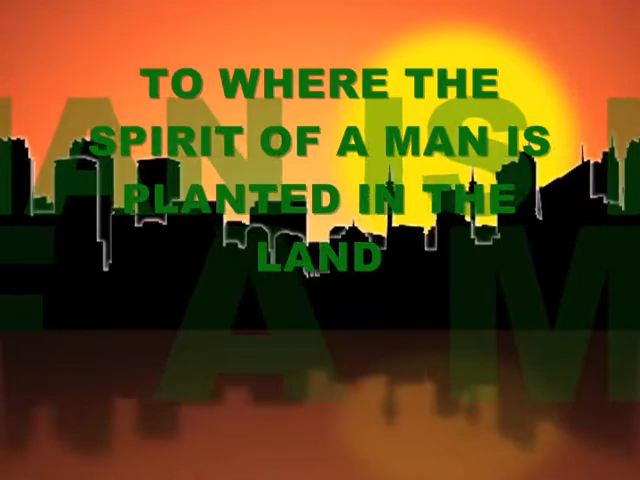 TO WHERE THE
SPIRIT OF A MAN IS
PLANTED IN THE
LAND